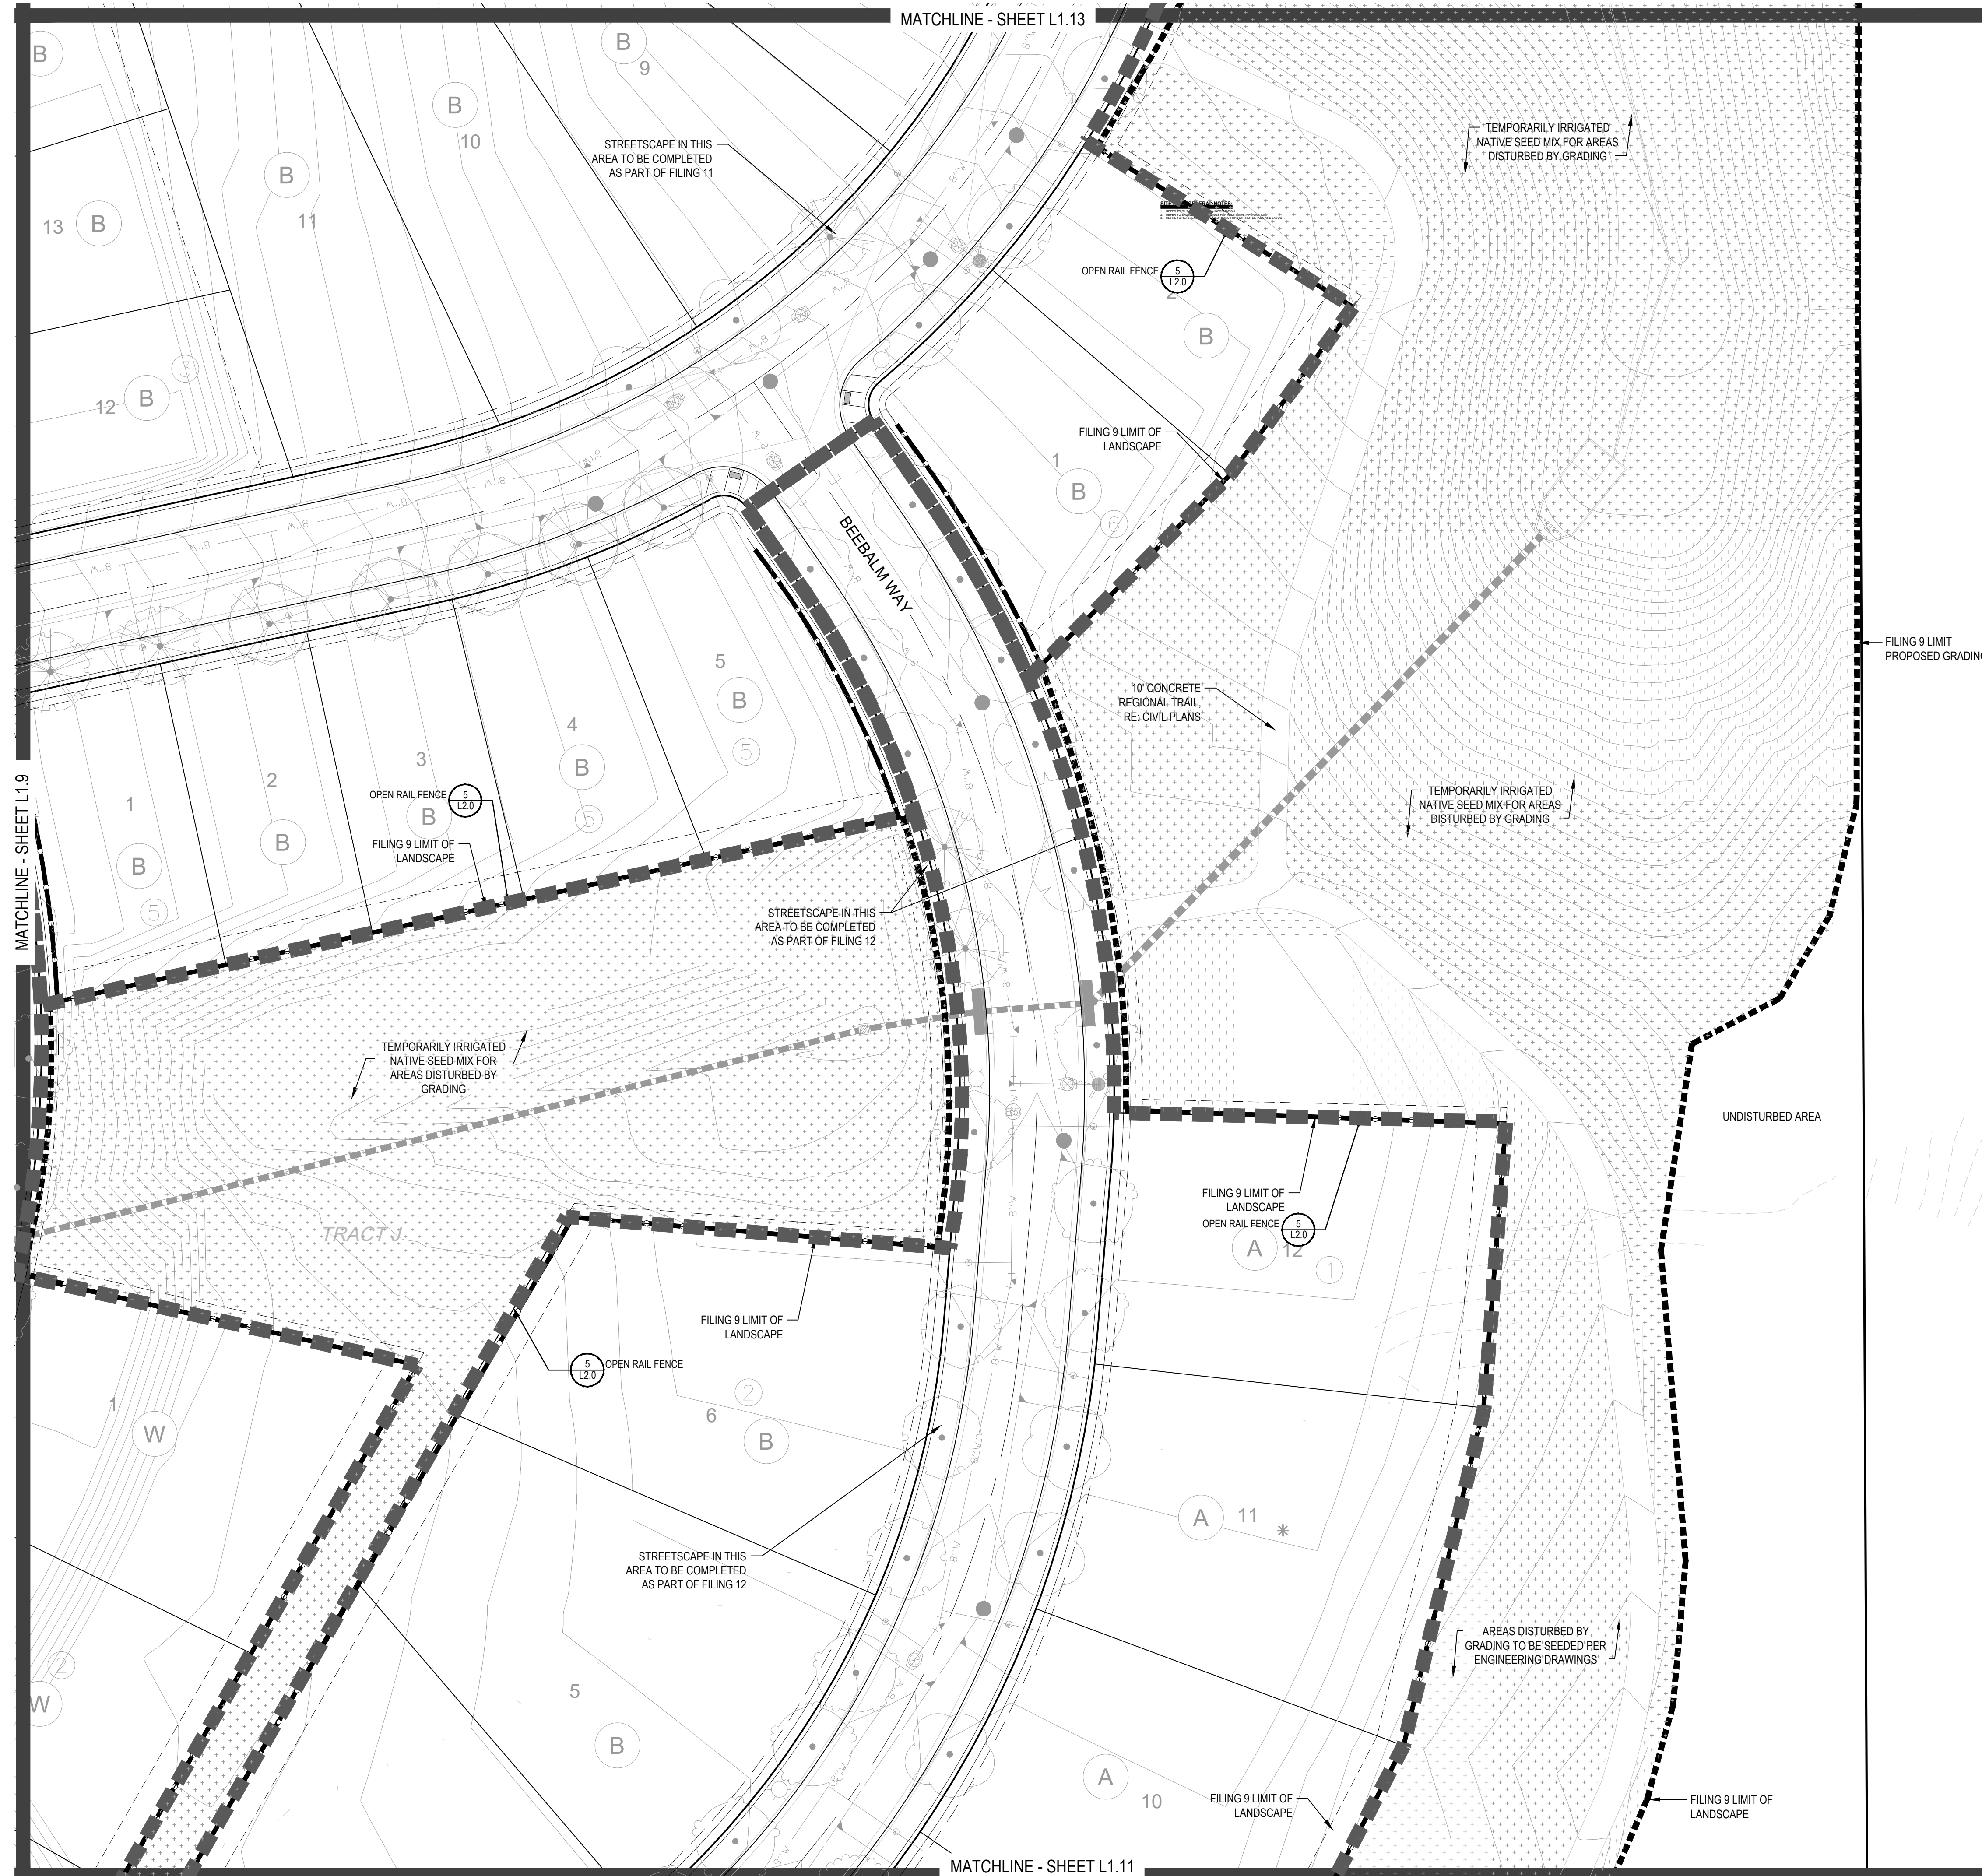 MATCHLINE - SHEET L1.13
B
B
9
B
10
STREETSCAPE IN THIS
AREA TO BE COMPLETED
AS PART OF FILING 11
TEMPORARILY IRRIGATED
NATIVE SEED MIX FOR AREAS
DISTURBED BY GRADING
B
11
13
B
OPEN RAIL FENCE
5
L2.0
2
B
3
12
B
FILING 9 LIMIT OF
LANDSCAPE
1
B
6
BEEBALM WAY
FILING 9 LIMIT
PROPOSED GRADING
10' CONCRETE
REGIONAL TRAIL,
RE: CIVIL PLANS
5
B
5
4
B
5
3
OPEN RAIL FENCE
5
L2.0
B
FILING 9 LIMIT OF
LANDSCAPE
2
B
1
B
5
MATCHLINE - SHEET L1.9
TEMPORARILY IRRIGATED
NATIVE SEED MIX FOR AREAS
DISTURBED BY GRADING
STREETSCAPE IN THIS
AREA TO BE COMPLETED
AS PART OF FILING 12
TEMPORARILY IRRIGATED
NATIVE SEED MIX FOR
AREAS DISTURBED BY
GRADING
UNDISTURBED AREA
TRACT J
FILING 9 LIMIT OF
LANDSCAPE
OPEN RAIL FENCE
5
L2.0
A
12
1
FILING 9 LIMIT OF
LANDSCAPE
5
L2.0
OPEN RAIL FENCE
1
W
2
6
B
A
11
STREETSCAPE IN THIS
AREA TO BE COMPLETED
AS PART OF FILING 12
AREAS DISTURBED BY
GRADING TO BE SEEDED PER
ENGINEERING DRAWINGS
2
W
5
B
A
10
FILING 9 LIMIT OF
LANDSCAPE
FILING 9 LIMIT OF
LANDSCAPE
MATCHLINE - SHEET L1.11